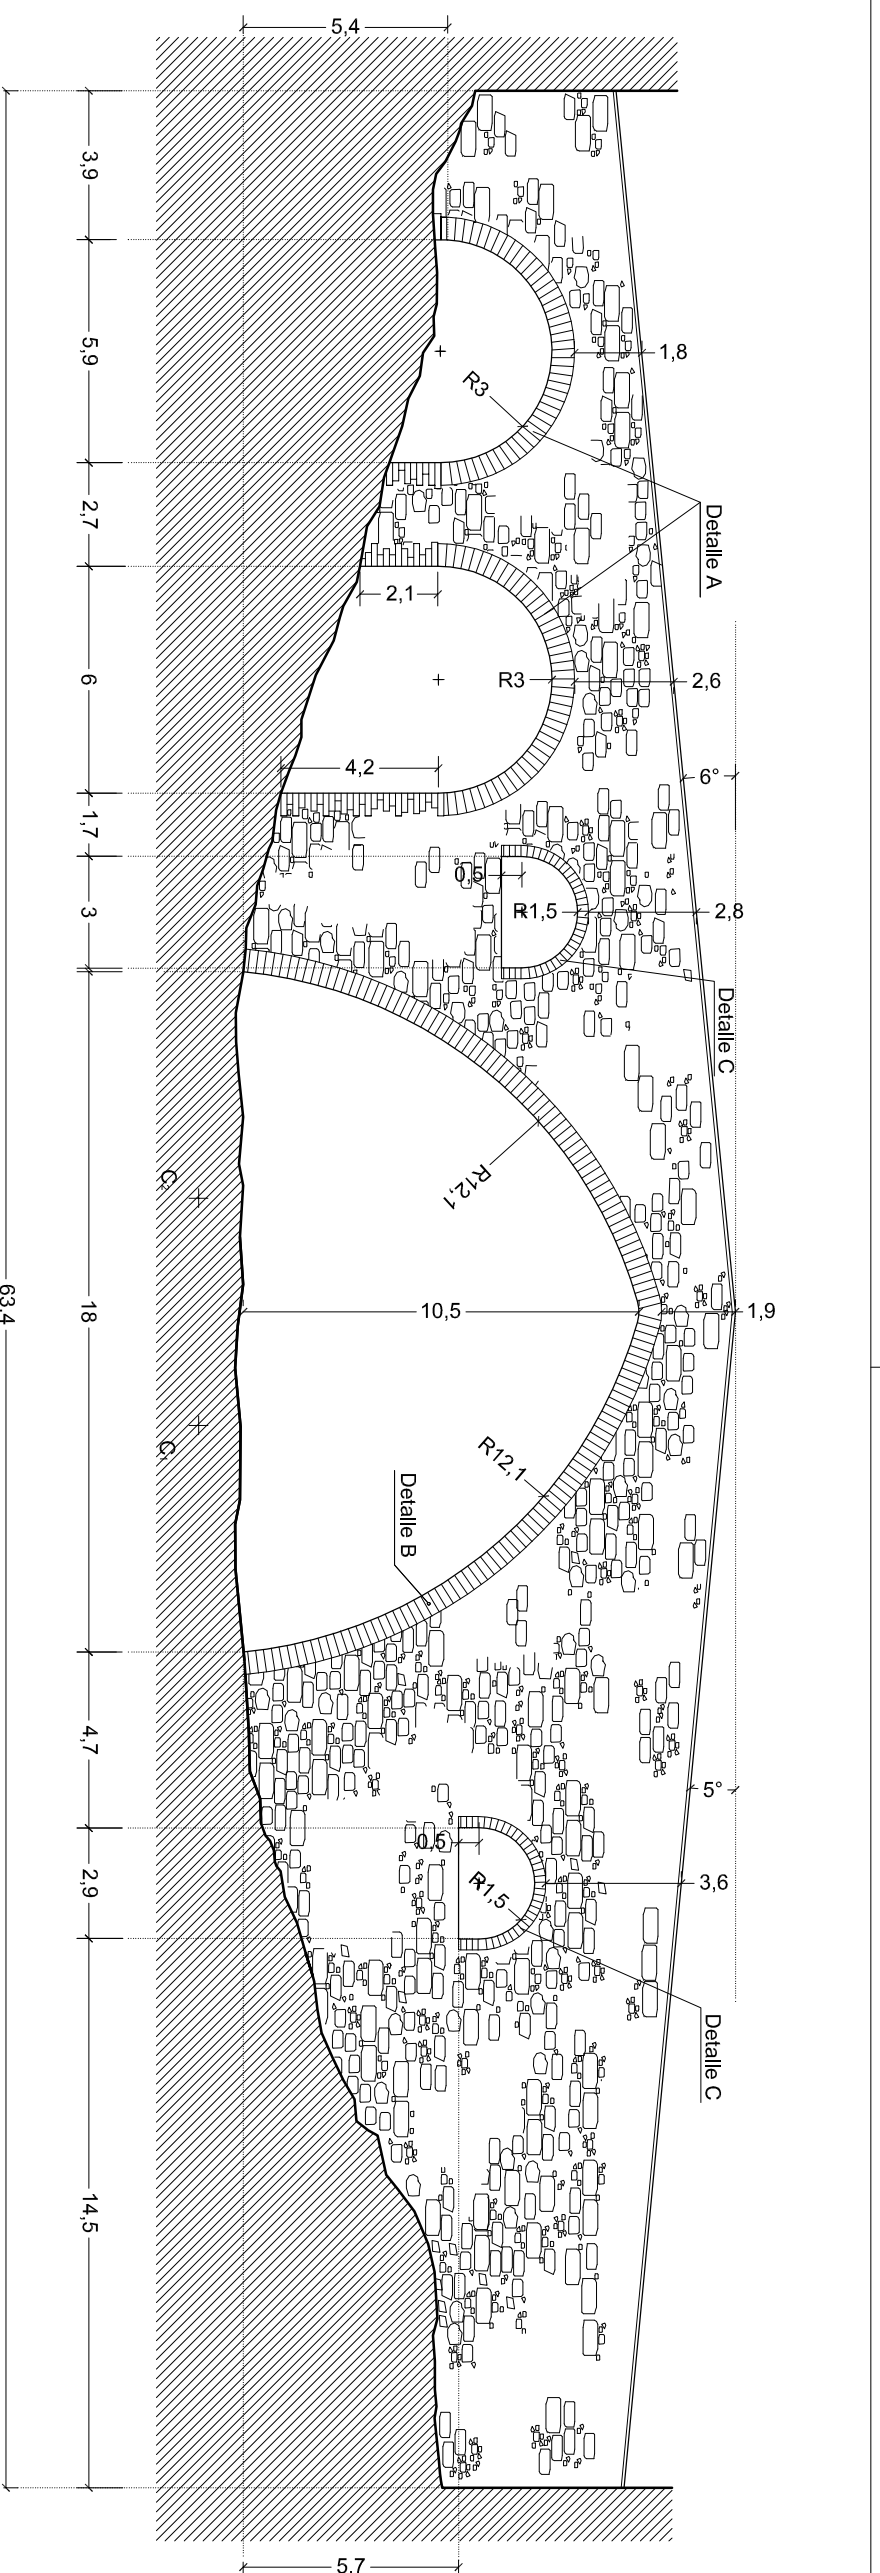 5,4
3,9
5,9
1,8
R3
2,7
Detalle A
2,1
6
R3
2,6
6°
4,2
1,7
0,5
3
R1,5
2,8
Detalle C
R12,1
C₂
63,4
18
10,5
1,9
C₁
R12,1
Detalle B
4,7
5°
0,5
2,9
R1,5
3,6
Detalle C
14,5
5,7